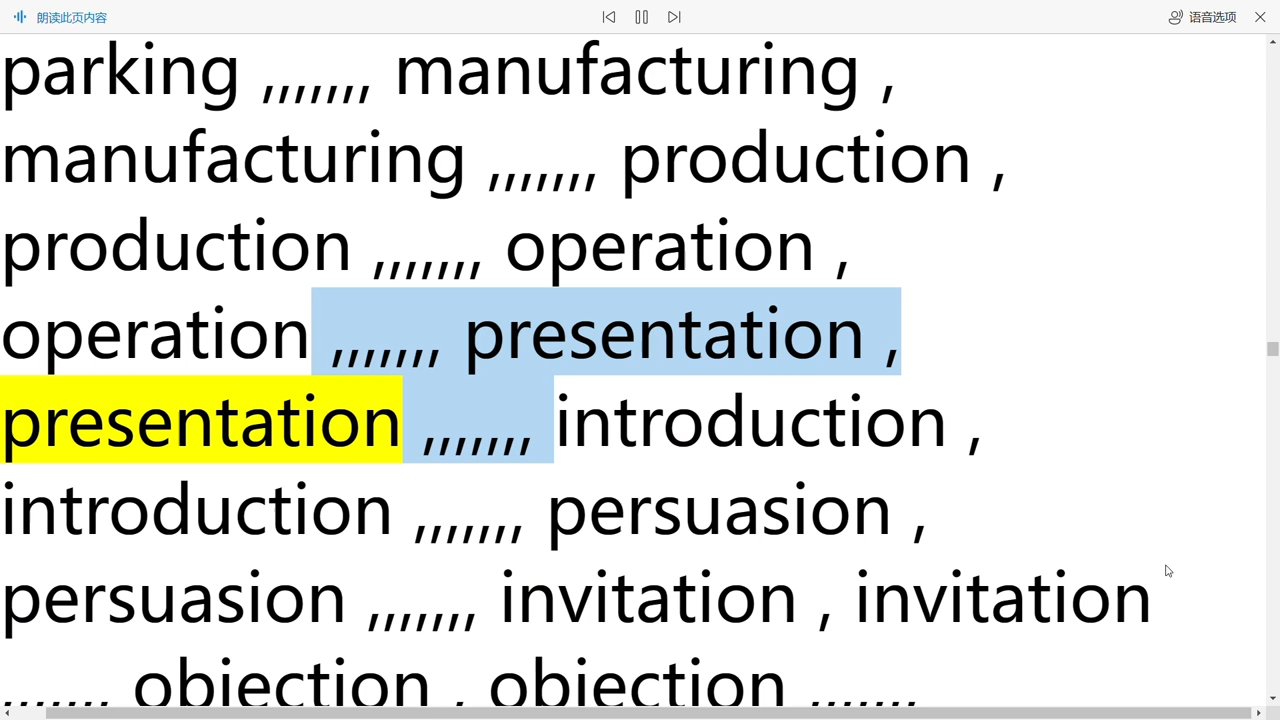 朗读此页内容
语音选项
parking ,,,,,,, manufacturing ,
manufacturing ,,,,,,, production ,
production ,,,,,,, operation ,
operation ,,,,,,, presentation ,
presentation ,,,,,,, introduction ,
introduction ,,,,,,, persuasion ,
persuasion ,,,,,,, invitation , invitation
,,,,,,, objection , objection ,,,,,,,